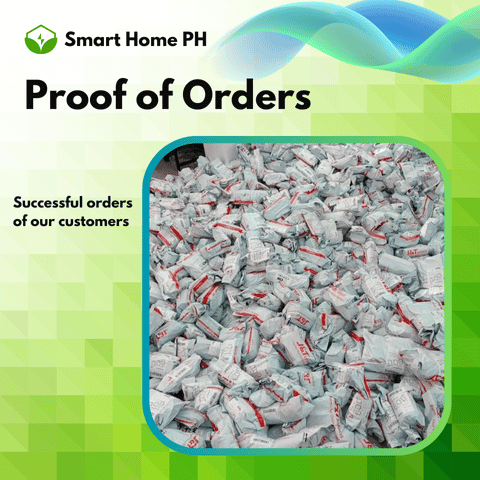 Smart Home PH
Proof of Orders
Successful orders
of our customers
J&T